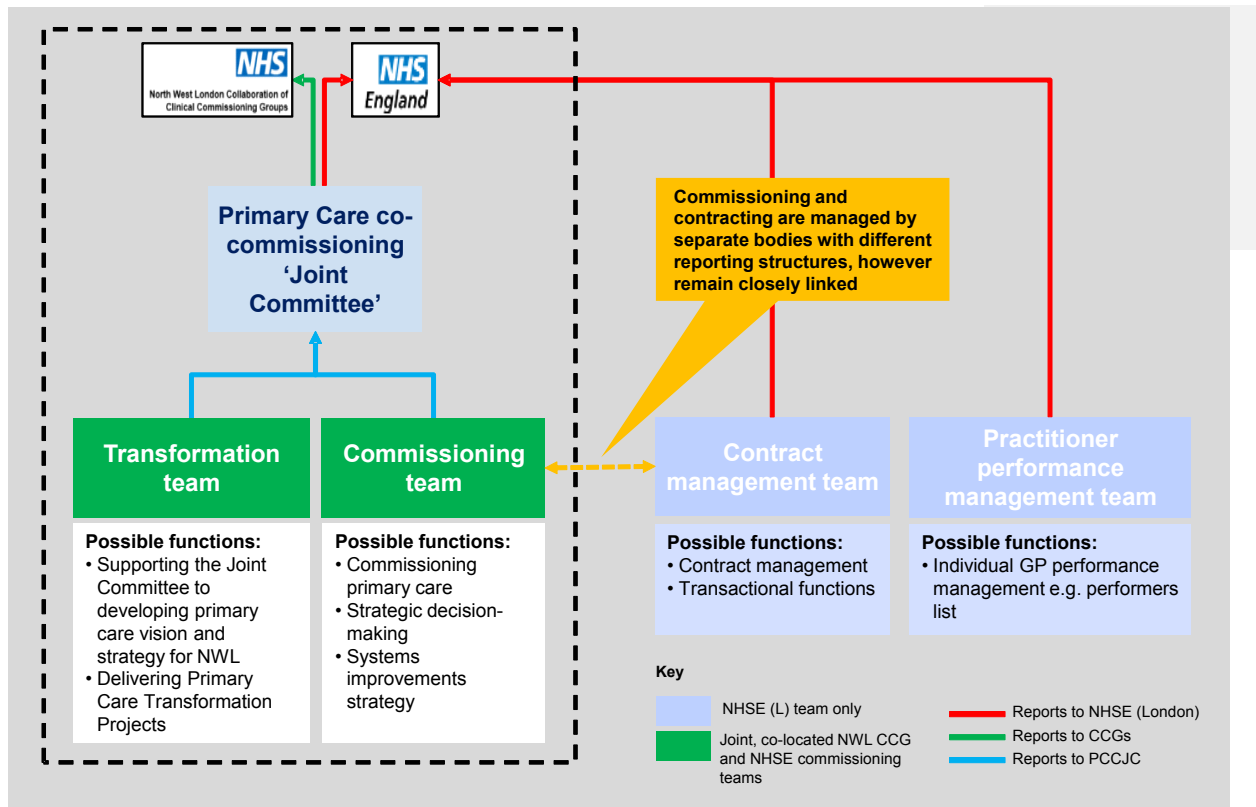 NHS
North West London Collaboration of
Clinical Commissioning Groups
NHS
England
Primary Care co-
commissioning
‘Joint
Committee’
Commissioning and
contracting are managed by
separate bodies with different
reporting structures, however
remain closely linked
Transformation
team
Commissioning
team
Contract
management team
Practitioner
performance
management team
Possible functions:
• Supporting the Joint
Committee to
developing primary
care vision and
strategy for NWL
• Delivering Primary
Care Transformation
Projects
Possible functions:
• Commissioning
primary care
• Strategic decision-
making
• Systems
improvements
strategy
Possible functions:
• Contract management
• Transactional functions
Possible functions:
• Individual GP performance
management e.g. performers
list
Key
NHSE (L) team only
Joint, co-located NWL CCG
and NHSE commissioning
teams
Reports to NHSE (London)
Reports to CCGs
Reports to PCCJC